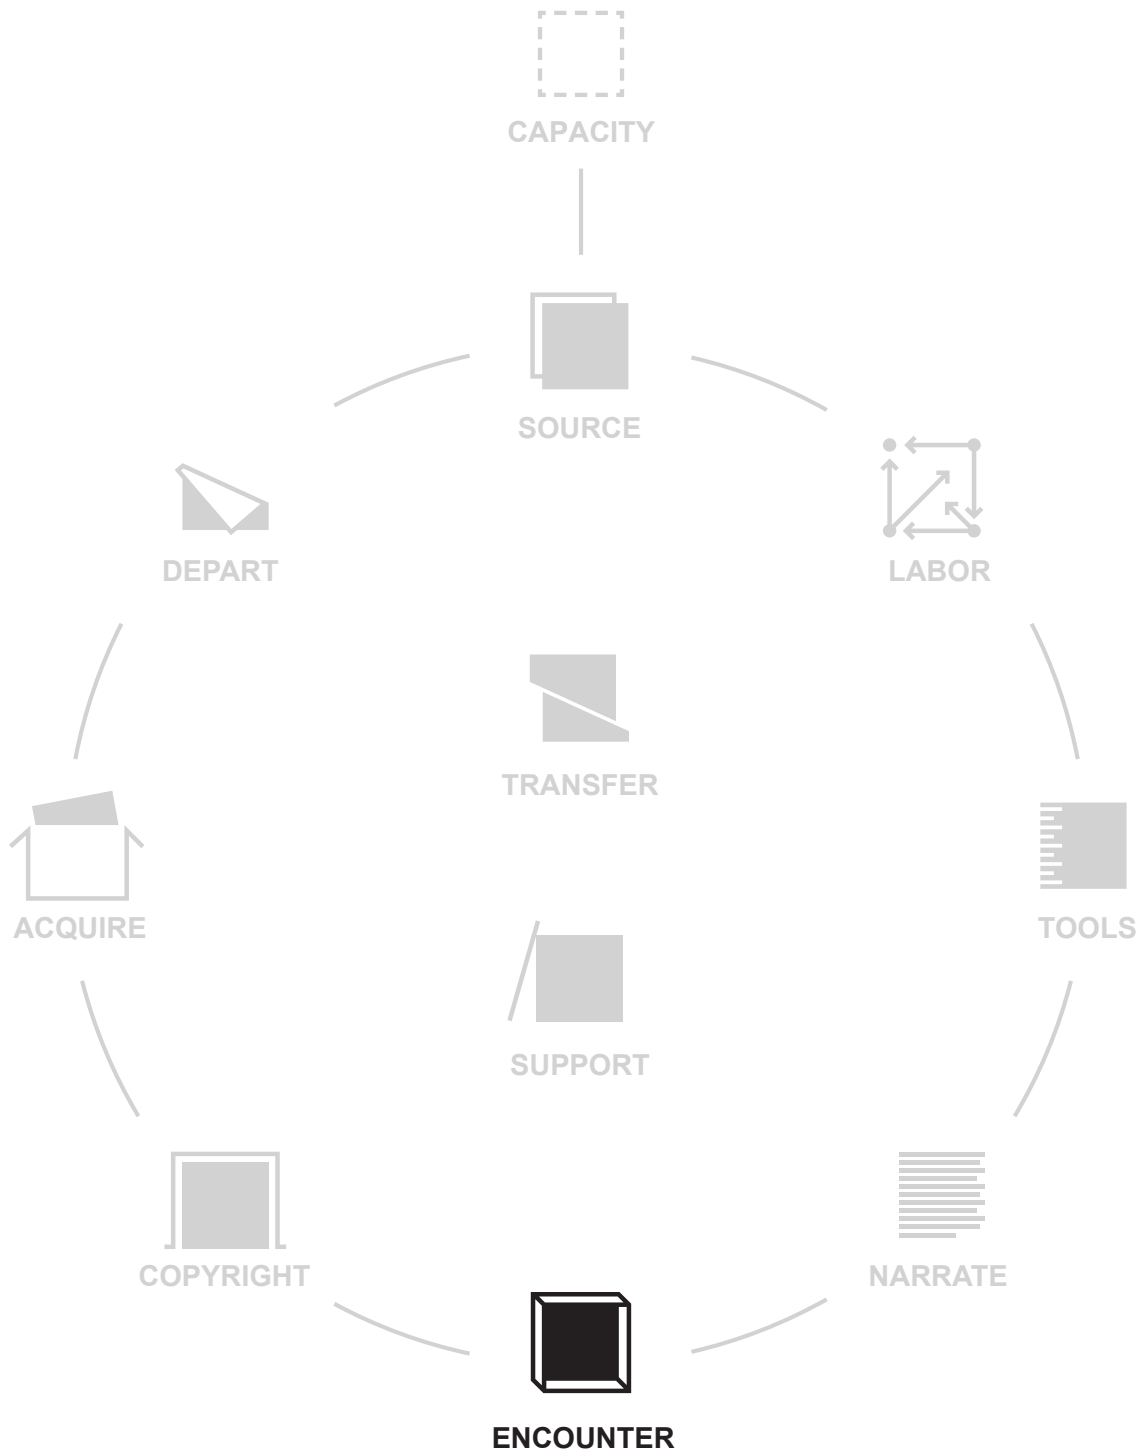 CAPACITY
SOURCE
DEPART
LABOR
TRANSFER
ACQUIRE
TOOLS
SUPPORT
COPYRIGHT
NARRATE
ENCOUNTER